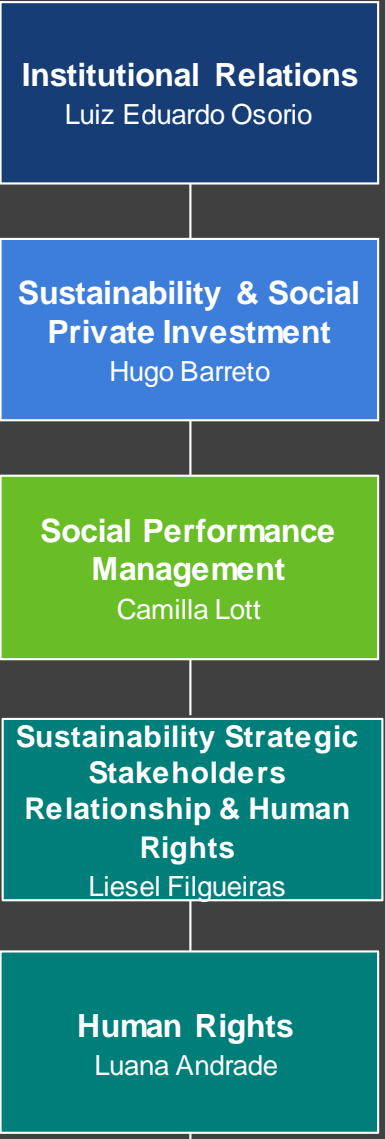 Institutional Relations
Luiz Eduardo Osorio
Sustainability & Social
Private Investment
Hugo Barreto
Social Performance
Management
Camilla Lott
Sustainability Strategic
Stakeholders
Relationship & Human
Rights
Liesel Filgueiras
Human Rights
Luana Andrade